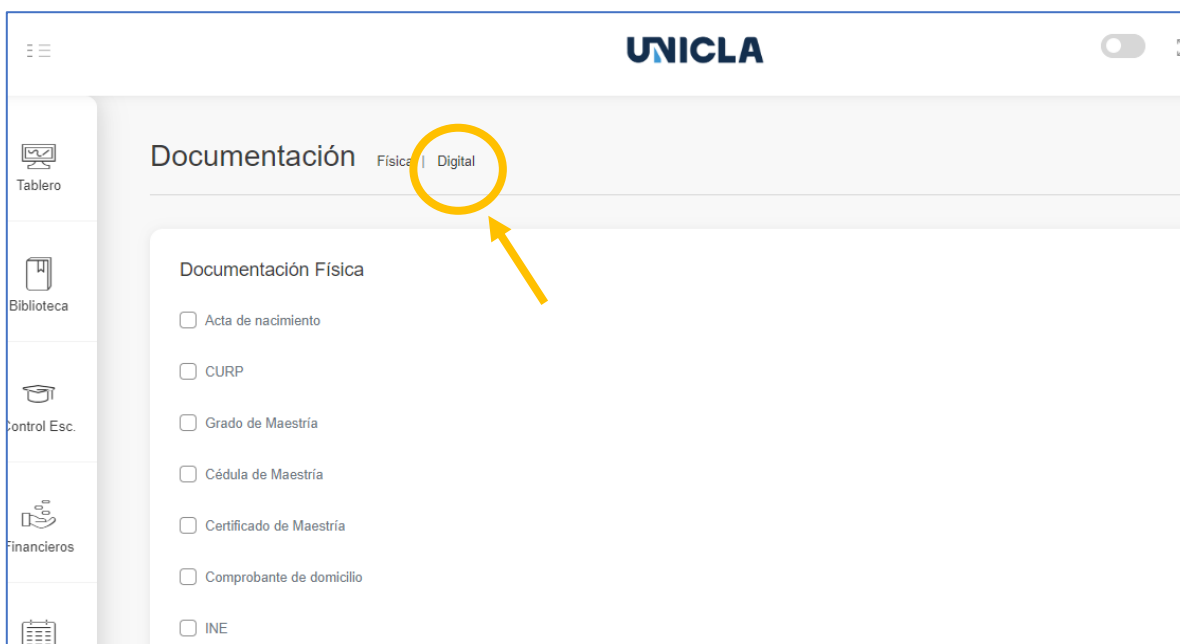 UNICLA
Documentación Física | Digital
Tablero
Documentación Física
Biblioteca
Acta de nacimiento
CURP
Control Esc.
Grado de Maestría
Cédula de Maestría
Financieros
Certificado de Maestría
Comprobante de domicilio
INE